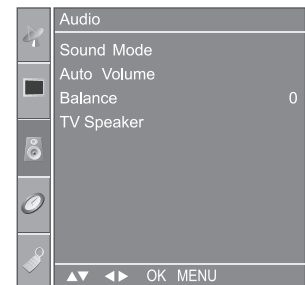 Audio
Sound Mode
Auto Volume
Balance 0
TV Speaker
▲▼ ◄► OK MENU